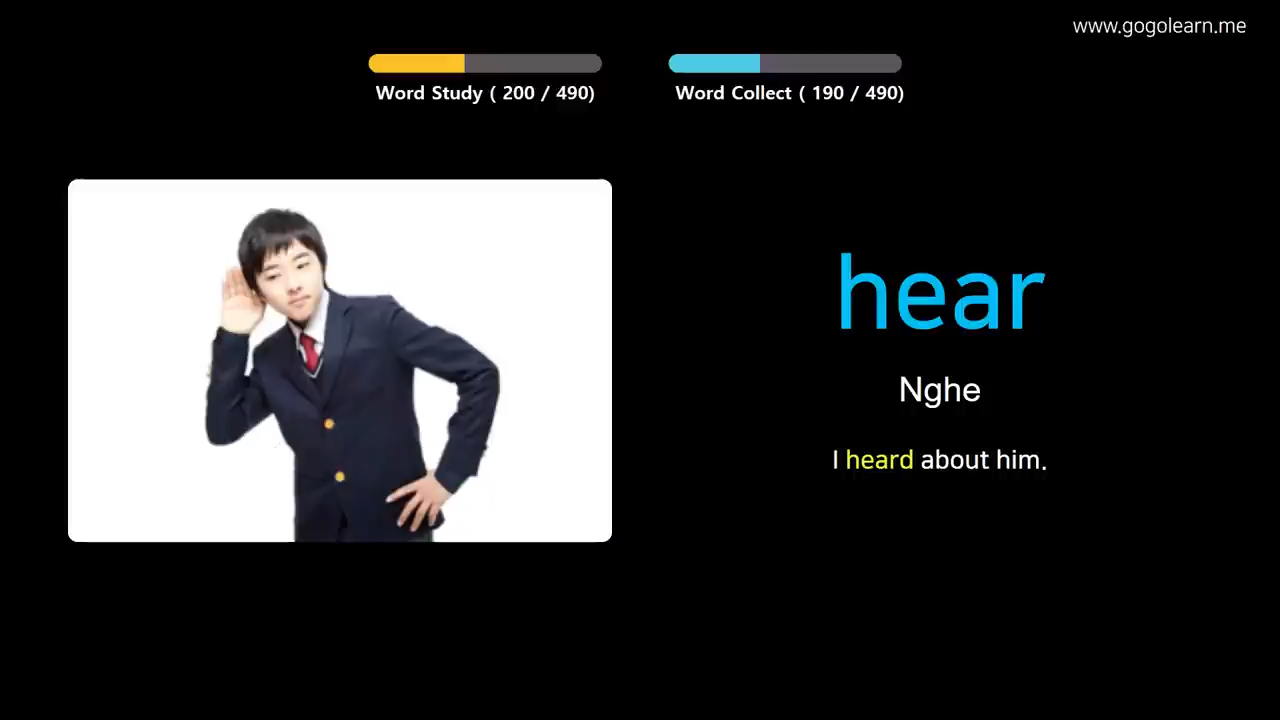 www.gogolearn.me
Word Study ( 200 / 490)
Word Collect ( 190 / 490)
hear
Nghe
I heard about him.